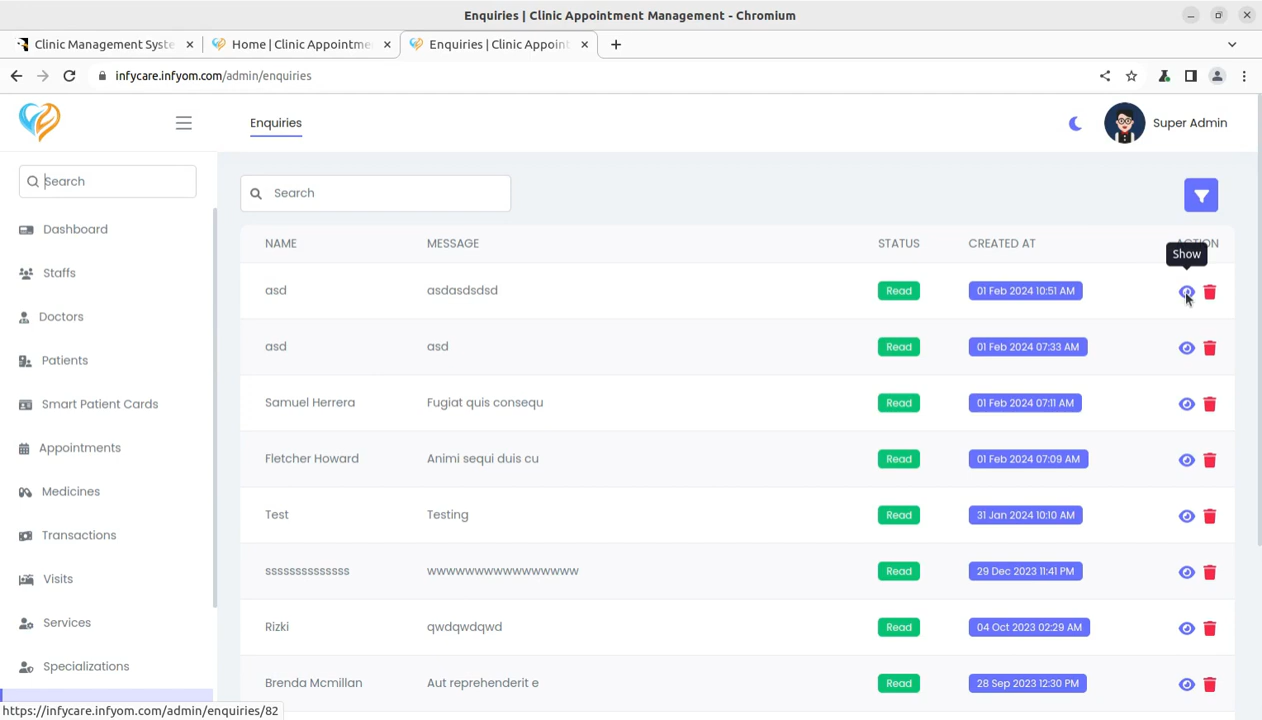 Enquiries | Clinic Appointment Management - Chromium
Clinic Management Syste
Home | Clinic Appointme
Enquiries | Clinic Appoint
infycare.infyom.com/admin/enquiries
Enquiries
Super Admin
Search
Search
Dashboard
Staffs
Doctors
Patients
Smart Patient Cards
Appointments
Medicines
Transactions
Visits
Services
Specializations
NAME MESSAGE STATUS CREATED AT ACTION
Show
asd asdasdsdsd Read 01 Feb 2024 10:51 AM
asd asd Read 01 Feb 2024 07:33 AM
Samuel Herrera Fugiat quis consequ Read 01 Feb 2024 07:11 AM
Fletcher Howard Animi sequi duis cu Read 01 Feb 2024 07:09 AM
Test Testing Read 31 Jan 2024 10:10 AM
ssssssssssssss wwwwwwwwwwwwwwww Read 29 Dec 2023 11:41 PM
Rizki qwdqwdqwd Read 04 Oct 2023 02:29 AM
Brenda Mcmillan Aut reprehenderit e Read 28 Sep 2023 12:30 PM
https://infycare.infyom.com/admin/enquiries/82